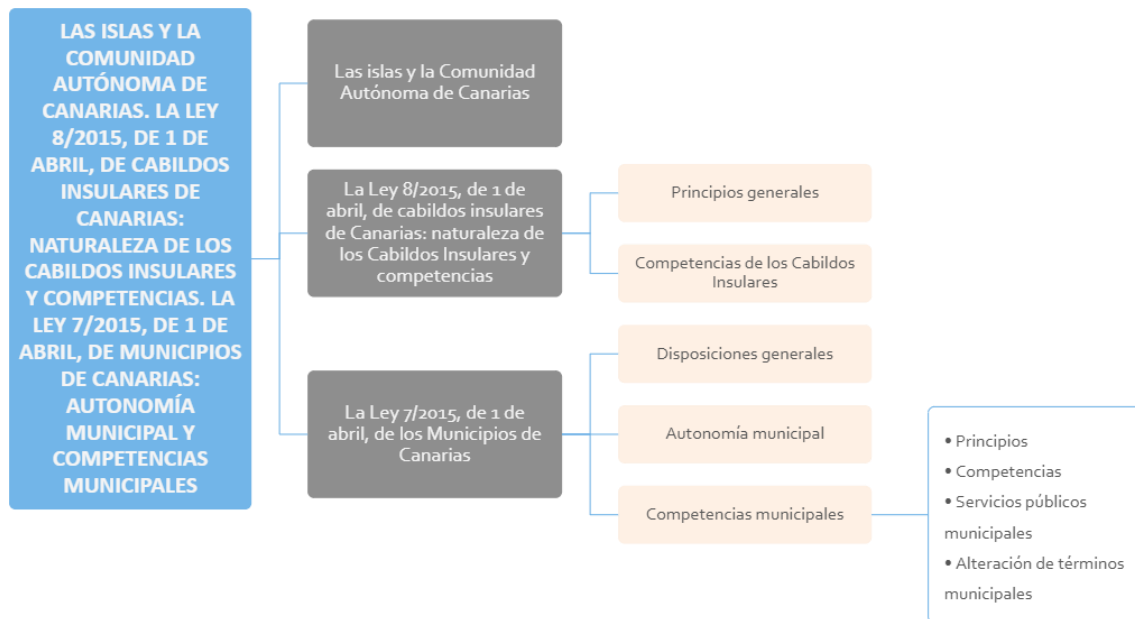 LAS ISLAS Y LA
COMUNIDAD
AUTÓNOMA DE
CANARIAS. LA LEY
8/2015, DE 1 DE
ABRIL, DE CABILDOS
INSULARES DE
CANARIAS:
NATURALEZA DE LOS
CABILDOS INSULARES
Y COMPETENCIAS. LA
LEY 7/2015, DE 1 DE
ABRIL, DE MUNICIPIOS
DE CANARIAS:
AUTONOMÍA
MUNICIPAL Y
COMPETENCIAS
MUNICIPALES
Las islas y la Comunidad
Autónoma de Canarias
La Ley 8/2015, de 1 de
abril, de cabildos insulares
de Canarias: naturaleza de
los Cabildos Insulares y
competencias
Principios generales
Competencias de los Cabildos
Insulares
La Ley 7/2015, de 1 de
abril, de los Municipios de
Canarias
Disposiciones generales
Autonomía municipal
Competencias municipales
• Principios
• Competencias
• Servicios públicos
municipales
• Alteración de términos
municipales